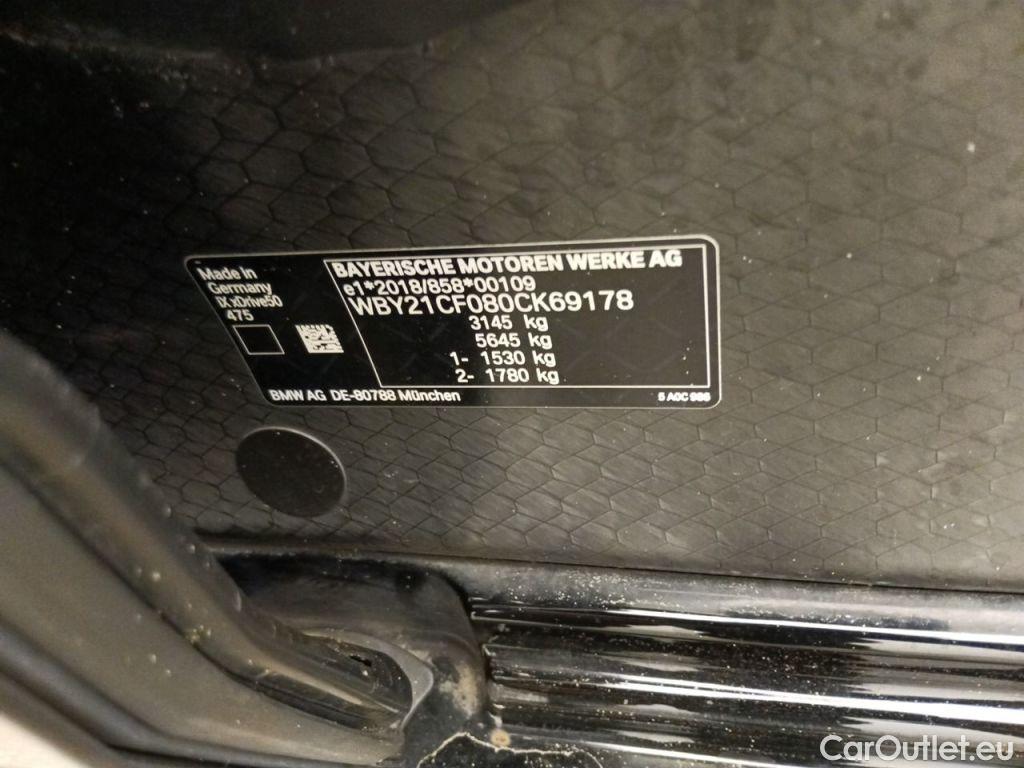 Made in
Germany
iX xDrive50
475
BAYERISCHE MOTOREN WERKE AG
e1*2018/858*00109
WBY21CF080CK69178
3145 kg
5645 kg
1- 1530 kg
2- 1780 kg
BMW AG DE-80788 München
5 A0C 986
CarOutlet.eu